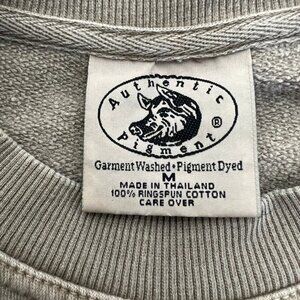 Authentic
Pigment ®
Garment Washed • Pigment Dyed
M
MADE IN THAILAND
100% RINGSPUN COTTON
CARE OVER